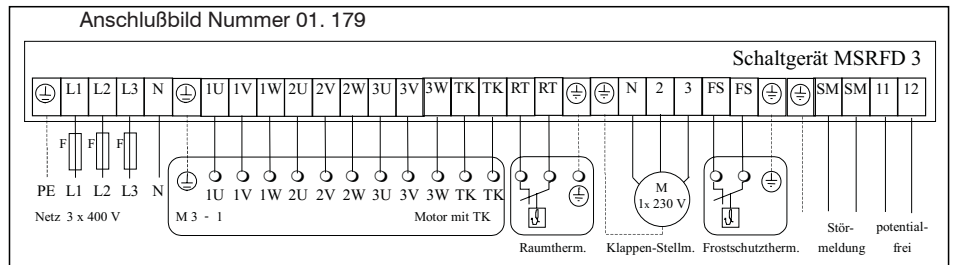 Anschlußbild Nummer 01. 179
Schaltgerät MSRFD 3
L1 L2 L3 N 1U 1V 1W 2U 2V 2W 3U 3V 3W TK TK RT RT N 2 3 FS FS SM SM 11 12
F F F
PE L1 L2 L3 N 1U 1V 1W 2U 2V 2W 3U 3V 3W TK TK
M
1x 230 V
Netz 3 x 400 V M 3 - 1 Motor mit TK
Raumtherm. Klappen-Stellm. Frostschutztherm.
Stör- potential-
meldung frei